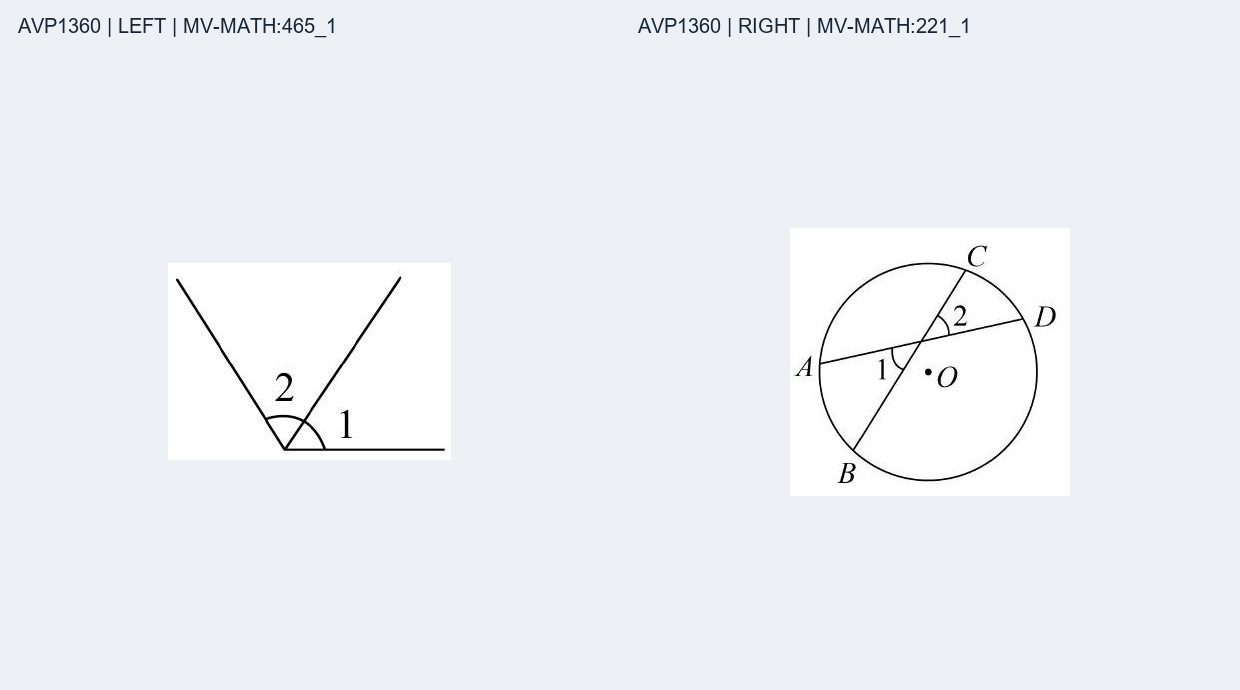 AVP1360 | LEFT | MV-MATH:465_1
AVP1360 | RIGHT | MV-MATH:221_1
2
1
C
2
D
A
1
O
B